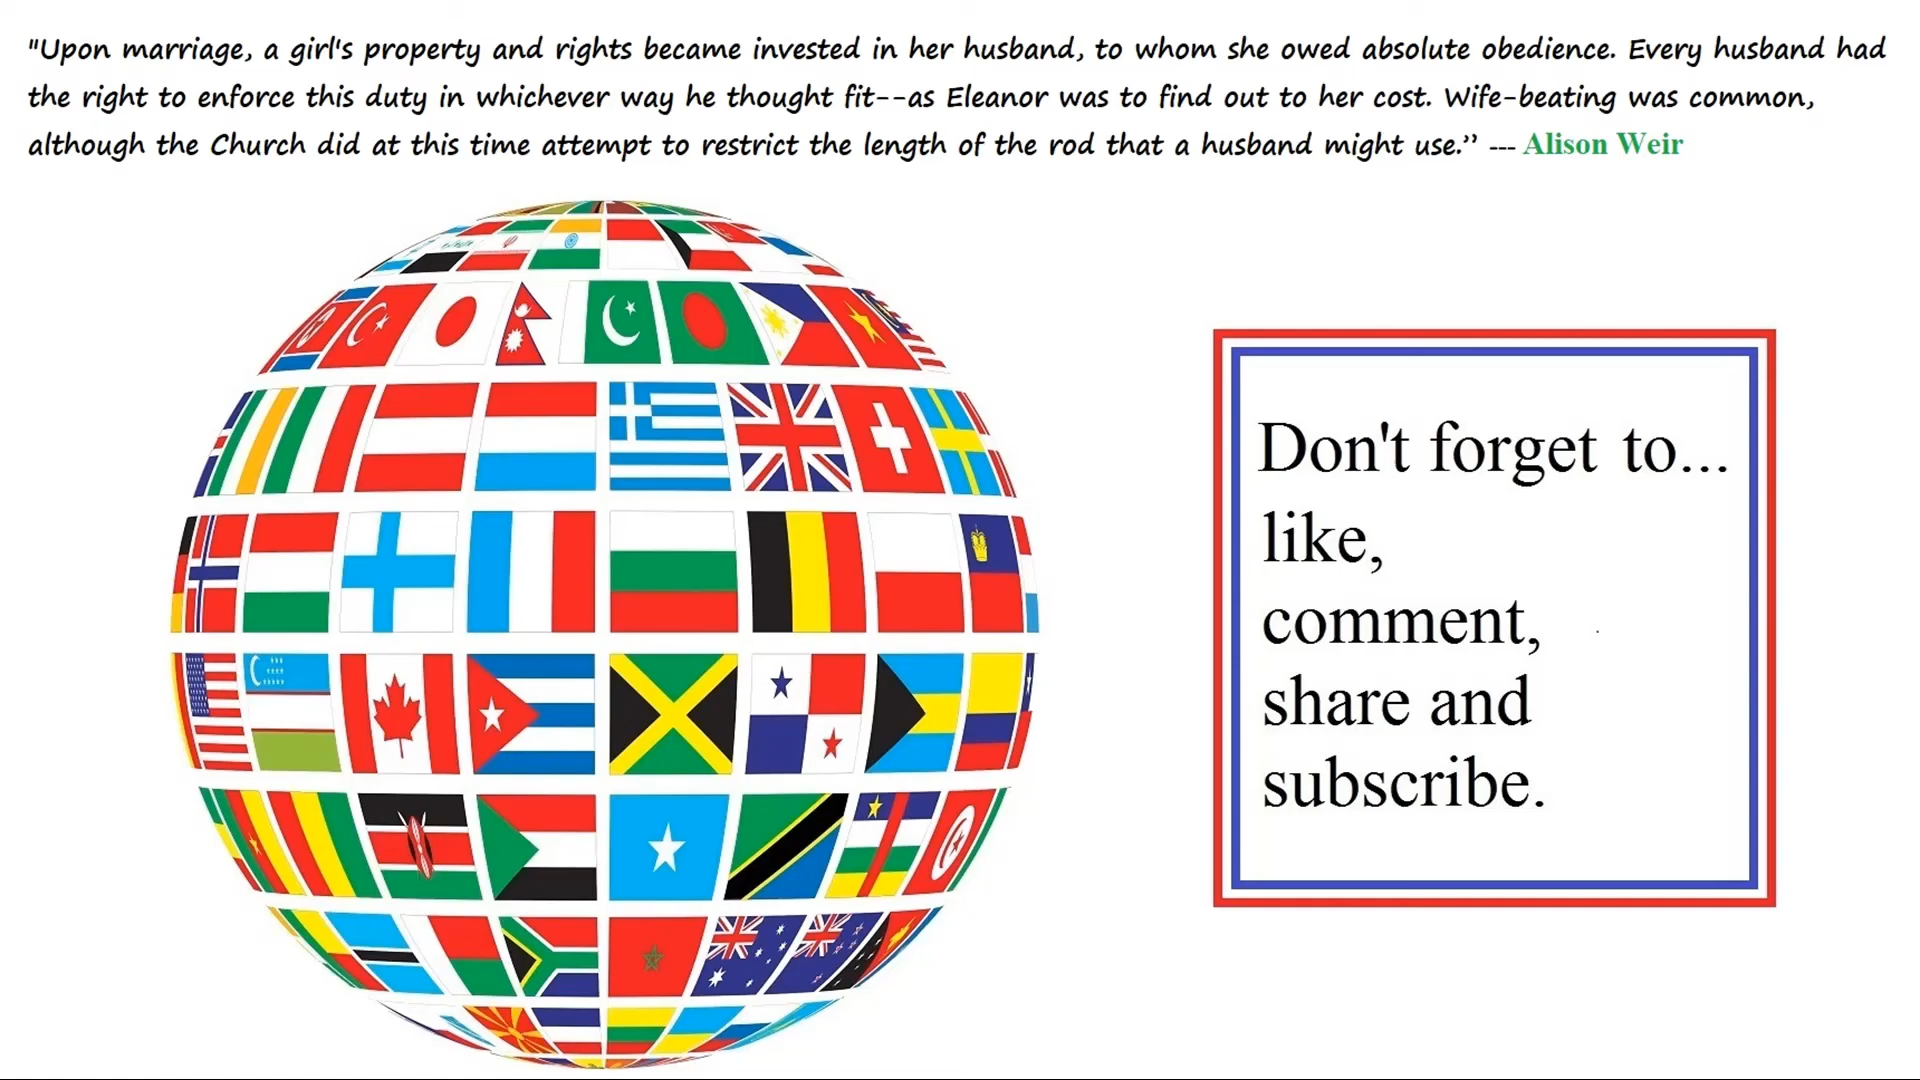 "Upon marriage, a girl's property and rights became invested in her husband, to whom she owed absolute obedience. Every husband had
the right to enforce this duty in whichever way he thought fit--as Eleanor was to find out to her cost. Wife-beating was common,
although the Church did at this time attempt to restrict the length of the rod that a husband might use.” --- Alison Weir
Don't forget to...
like,
comment,
share and
subscribe.